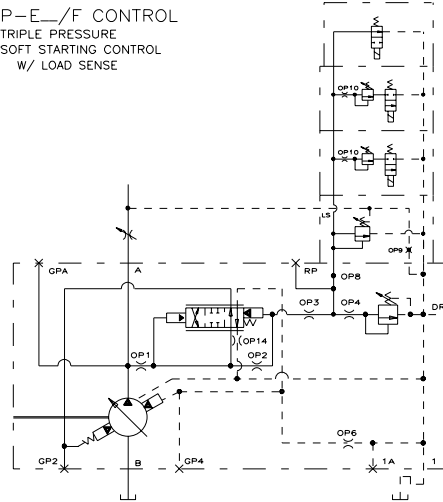 P-E__/F CONTROL
TRIPLE PRESSURE
SOFT STARTING CONTROL
W/ LOAD SENSE
OP10
OP10
LS
OP9
GPA
A
RP
OP8
OP3
OP4
DR
OP14
OP1
OP2
OP6
GP2
B
GP4
1A
1